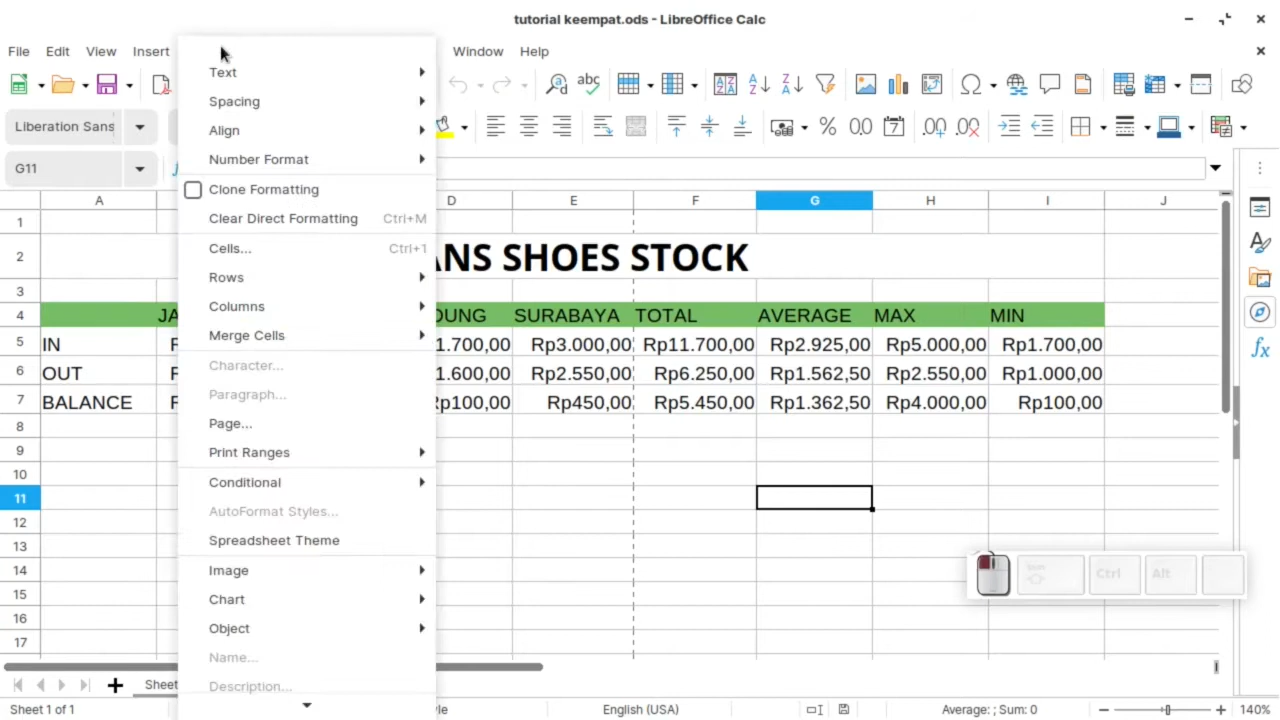 tutorial keempat.ods - LibreOffice Calc
File Edit View Insert Window Help
Liberation Sans
G11
Text
Spacing
Align
Number Format
Clone Formatting
Clear Direct Formatting Ctrl+M
Cells... Ctrl+1
Rows
Columns
Merge Cells
Character...
Paragraph...
Page...
Print Ranges
Conditional
AutoFormat Styles...
Spreadsheet Theme
Image
Chart
Object
Name...
Description...
A D E F G H I J
1
2 ANS SHOES STOCK
3
4 JA DUNG SURABAYA TOTAL AVERAGE MAX MIN
5 IN 1.700,00 Rp3.000,00 Rp11.700,00 Rp2.925,00 Rp5.000,00 Rp1.700,00
6 OUT 1.600,00 Rp2.550,00 Rp6.250,00 Rp1.562,50 Rp2.550,00 Rp1.000,00
7 BALANCE Rp100,00 Rp450,00 Rp5.450,00 Rp1.362,50 Rp4.000,00 Rp100,00
8
9
10
11
12
13
14
15
16
17
Ctrl Alt
Sheet
Sheet 1 of 1 English (USA) Average: ; Sum: 0 140%